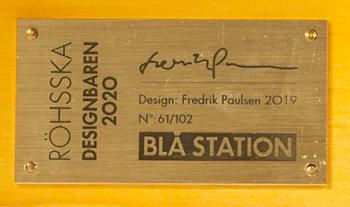 RÖHSSKA
DESIGNBAREN
2020
Design: Fredrik Paulsen 2019
Nº: 61/102
BLÅ STATION